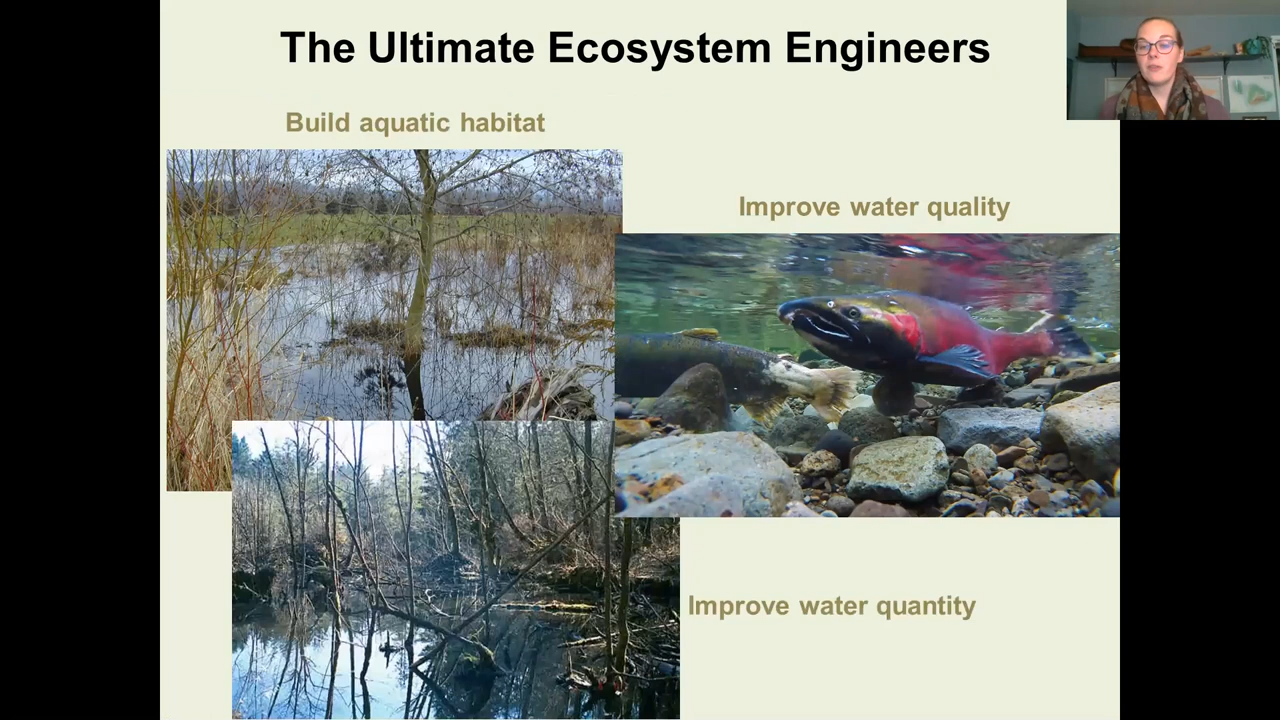 The Ultimate Ecosystem Engineers
Build aquatic habitat
Improve water quality
Improve water quantity